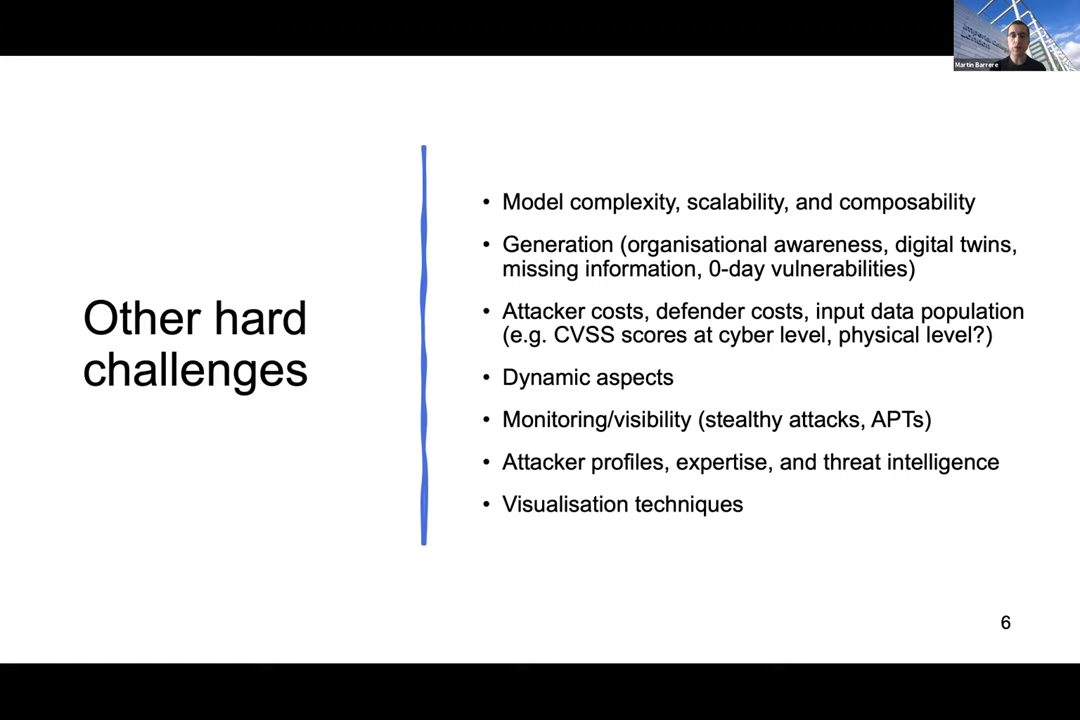 Martin Barrere
Other hard
challenges
• Model complexity, scalability, and composability
• Generation (organisational awareness, digital twins,
missing information, 0-day vulnerabilities)
• Attacker costs, defender costs, input data population
(e.g. CVSS scores at cyber level, physical level?)
• Dynamic aspects
• Monitoring/visibility (stealthy attacks, APTs)
• Attacker profiles, expertise, and threat intelligence
• Visualisation techniques
6